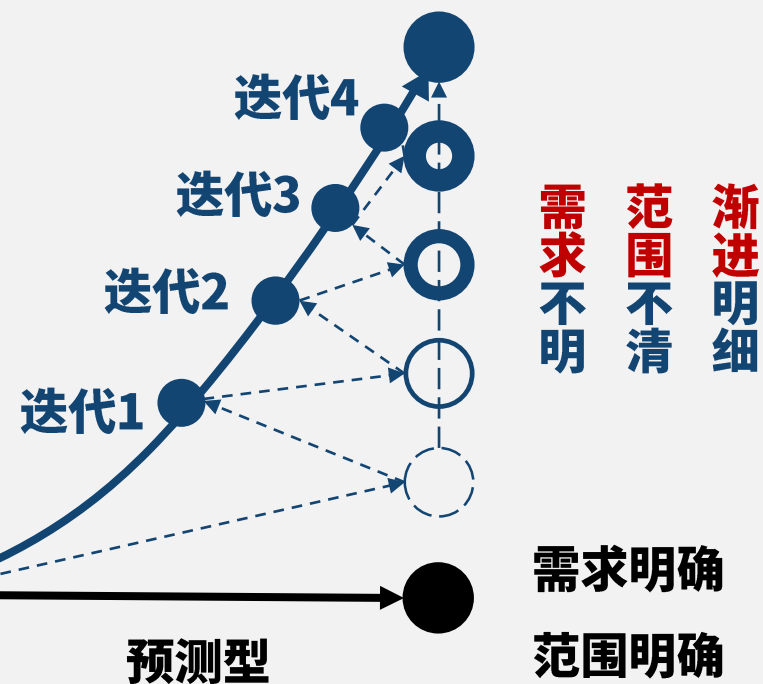 迭代4
迭代3
迭代2
迭代1
需求不明
范围不清
渐进明细
需求明确
范围明确
预测型